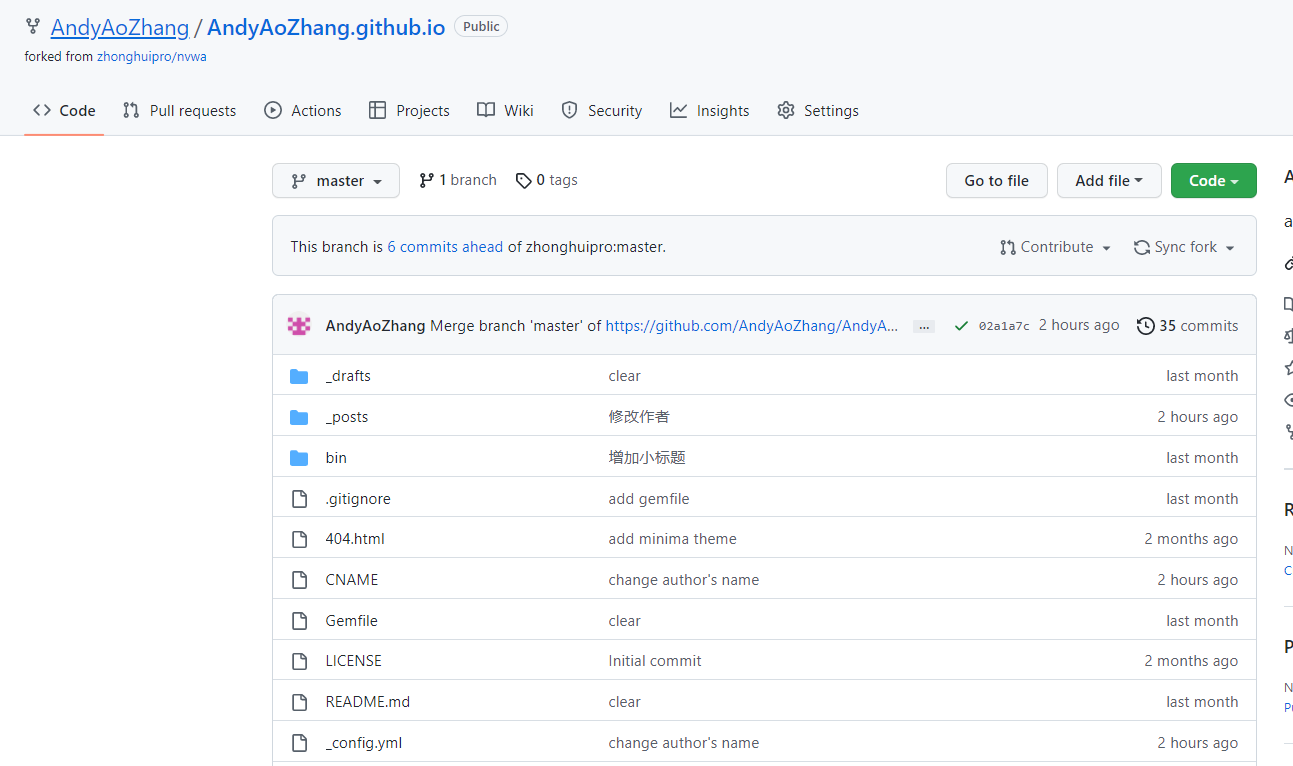 AndyAoZhang / AndyAoZhang.github.io Public
forked from zhonghuipro/nvwa
Code Pull requests Actions Projects Wiki Security Insights Settings
master 1 branch 0 tags Go to file Add file Code
This branch is 6 commits ahead of zhonghuipro:master. Contribute Sync fork
AndyAoZhang Merge branch 'master' of https://github.com/AndyAoZhang/AndyA... ... 02a1a7c 2 hours ago 35 commits
_drafts clear last month
_posts 修改作者 2 hours ago
bin 增加小标题 last month
.gitignore add gemfile last month
404.html add minima theme 2 months ago
CNAME change author's name 2 hours ago
Gemfile clear last month
LICENSE Initial commit 2 months ago
README.md clear last month
_config.yml change author's name 2 hours ago